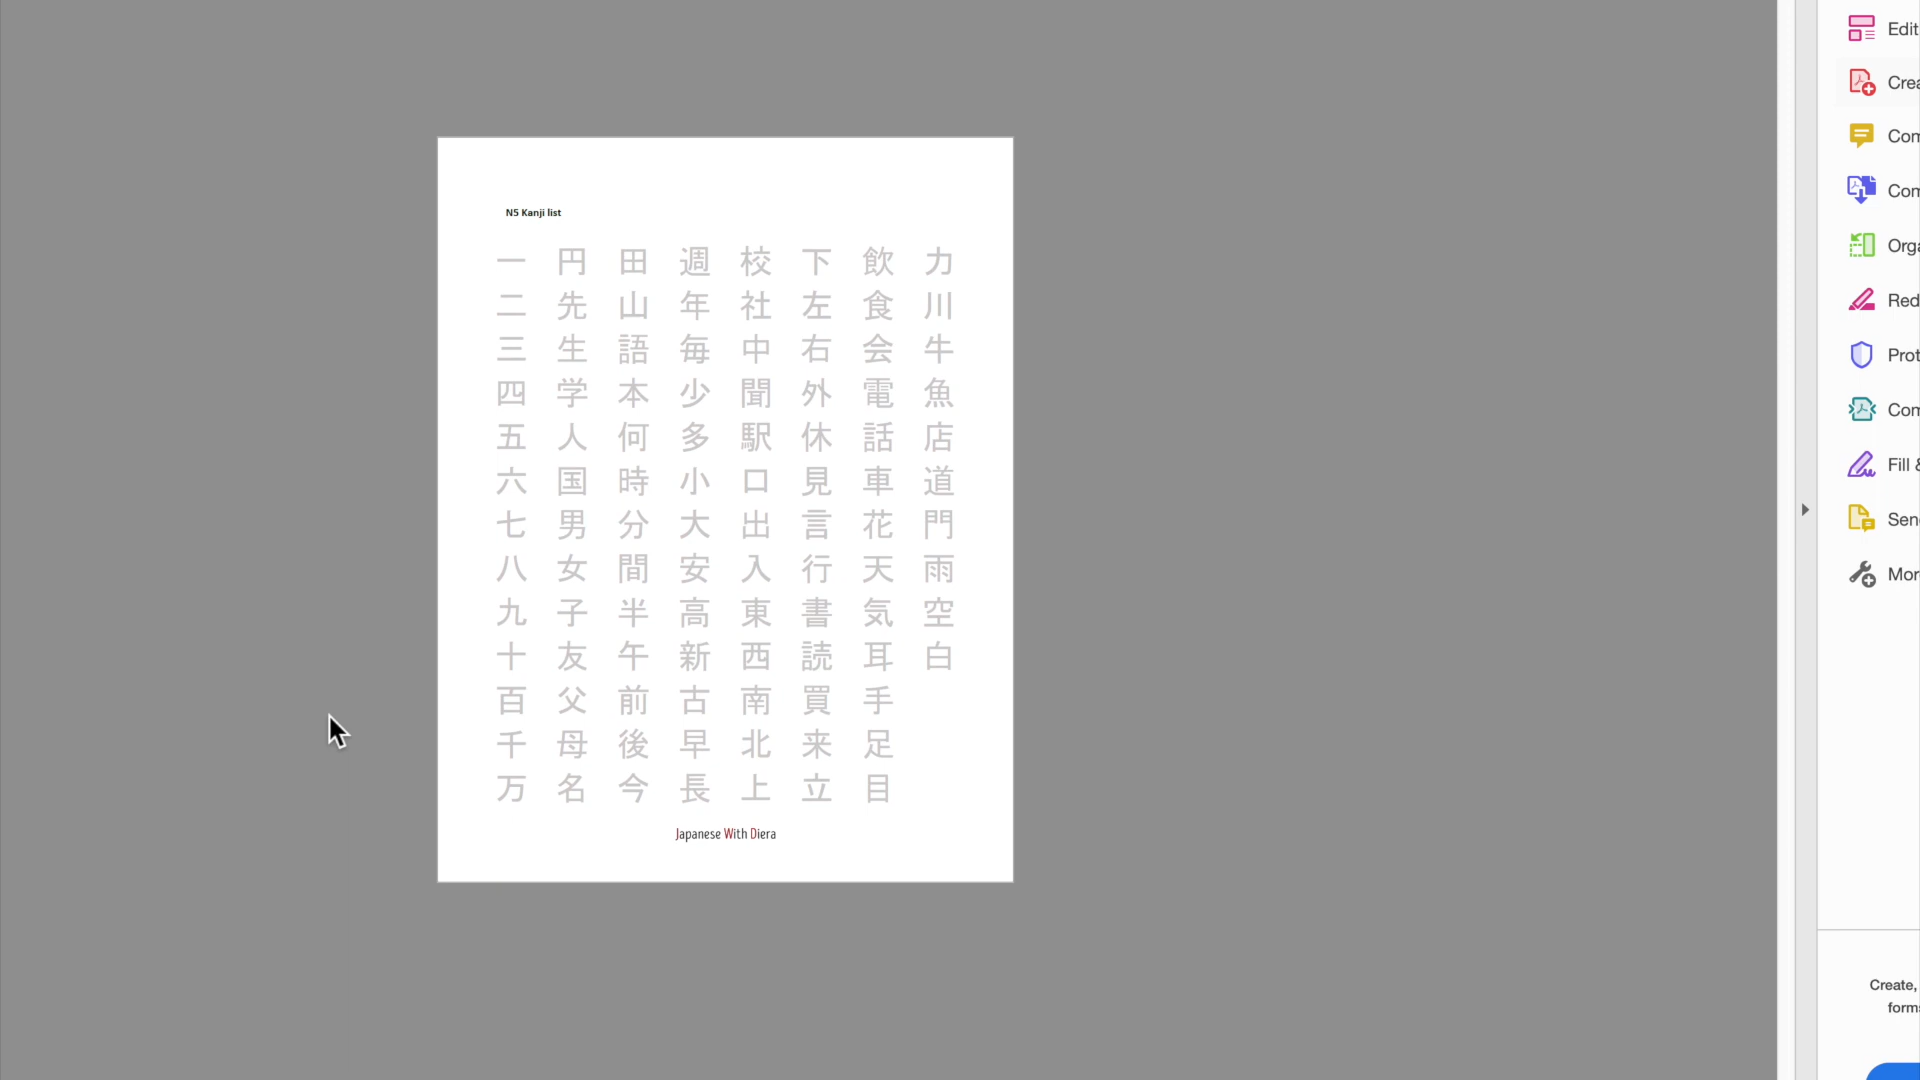 N5 Kanji list
一 円 田 週 校 下 飲 力
二 先 山 年 社 左 食 川
三 生 語 毎 中 右 会 牛
四 学 本 少 聞 外 電 魚
五 人 何 多 駅 休 話 店
六 国 時 小 口 見 車 道
七 男 分 大 出 言 花 門
八 女 間 安 入 行 天 雨
九 子 半 高 東 書 気 空
十 友 午 新 西 読 耳 白
百 父 前 古 南 買 手
千 母 後 早 北 来 足
万 名 今 長 上 立 目
Japanese With Diera
Edit
Crea
Com
Com
Orga
Red
Prot
Com
Fill &
Sen
Mor
Create,
forms